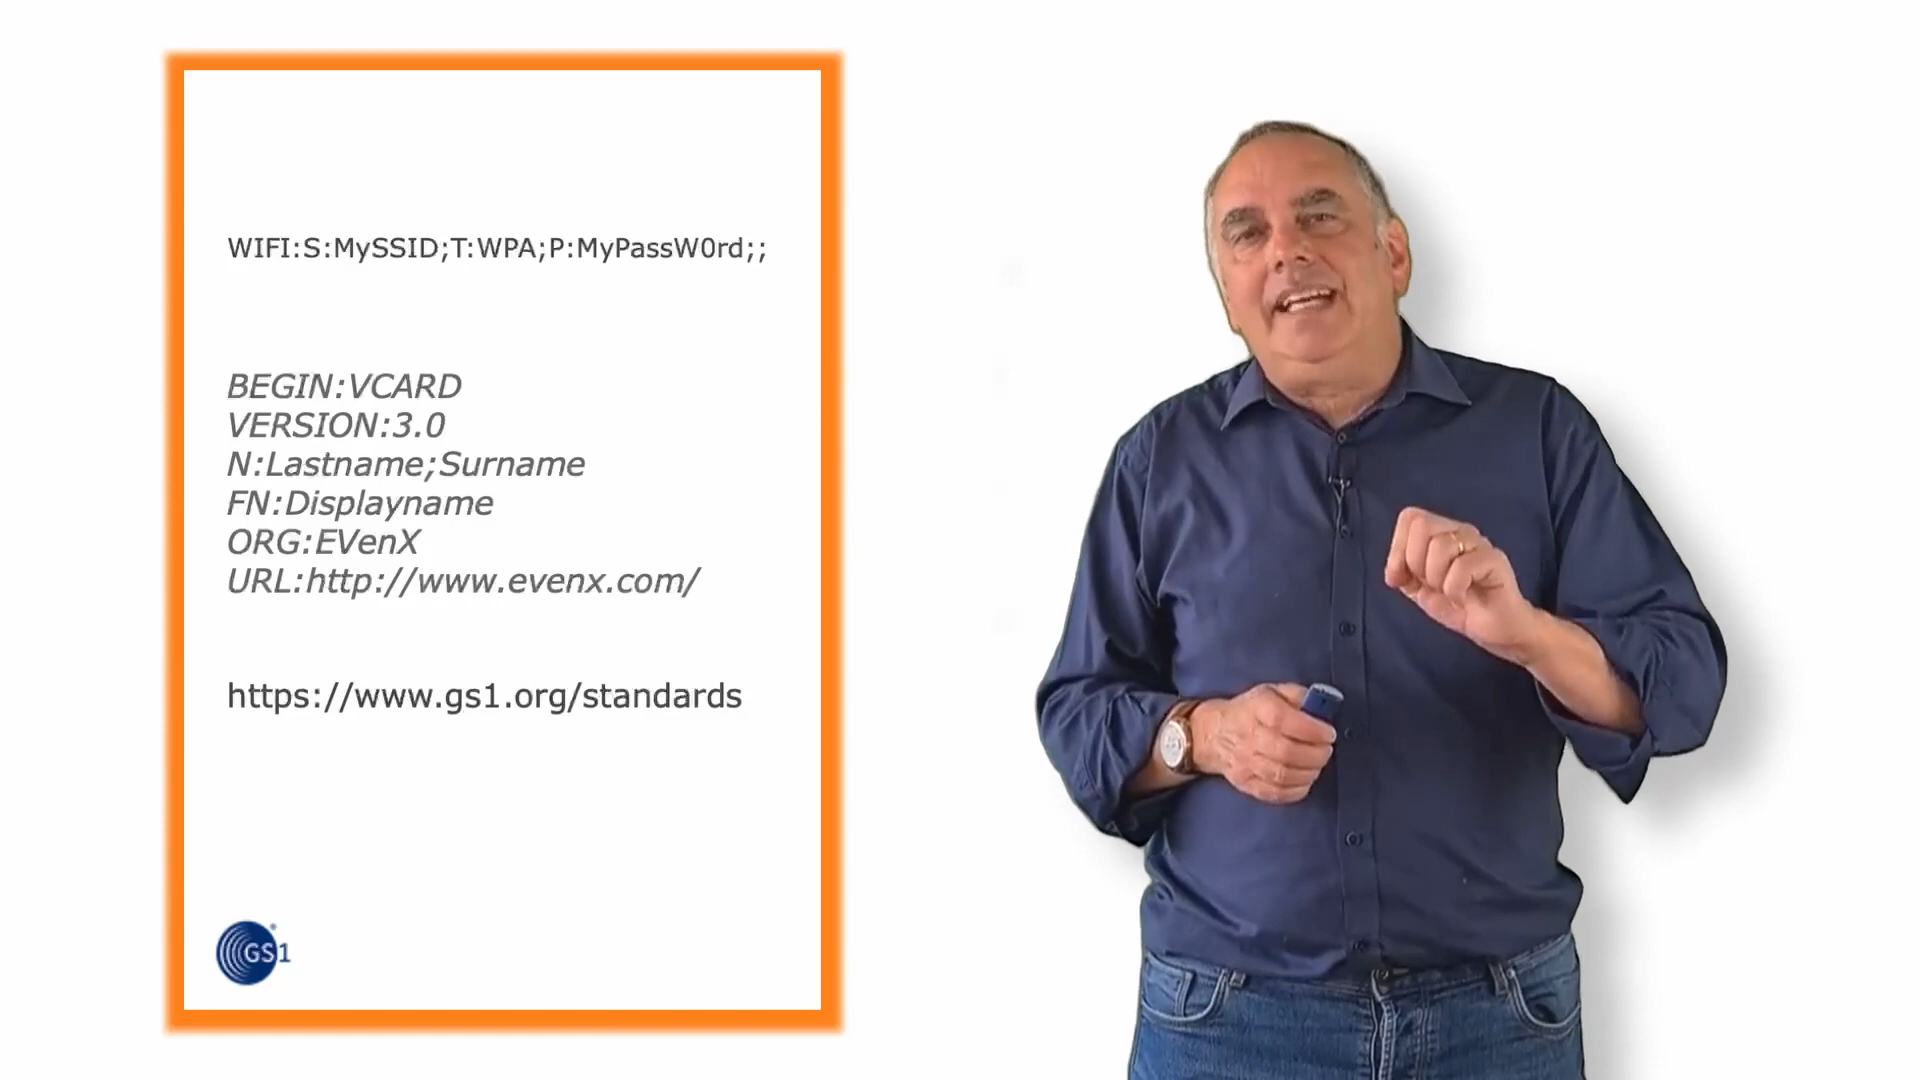 WIFI:S:MySSID;T:WPA;P:MyPassW0rd;;
BEGIN:VCARD
VERSION:3.0
N:Lastname;Surname
FN:Displayname
ORG:EVenX
URL:http://www.evenx.com/
https://www.gs1.org/standards
GS1